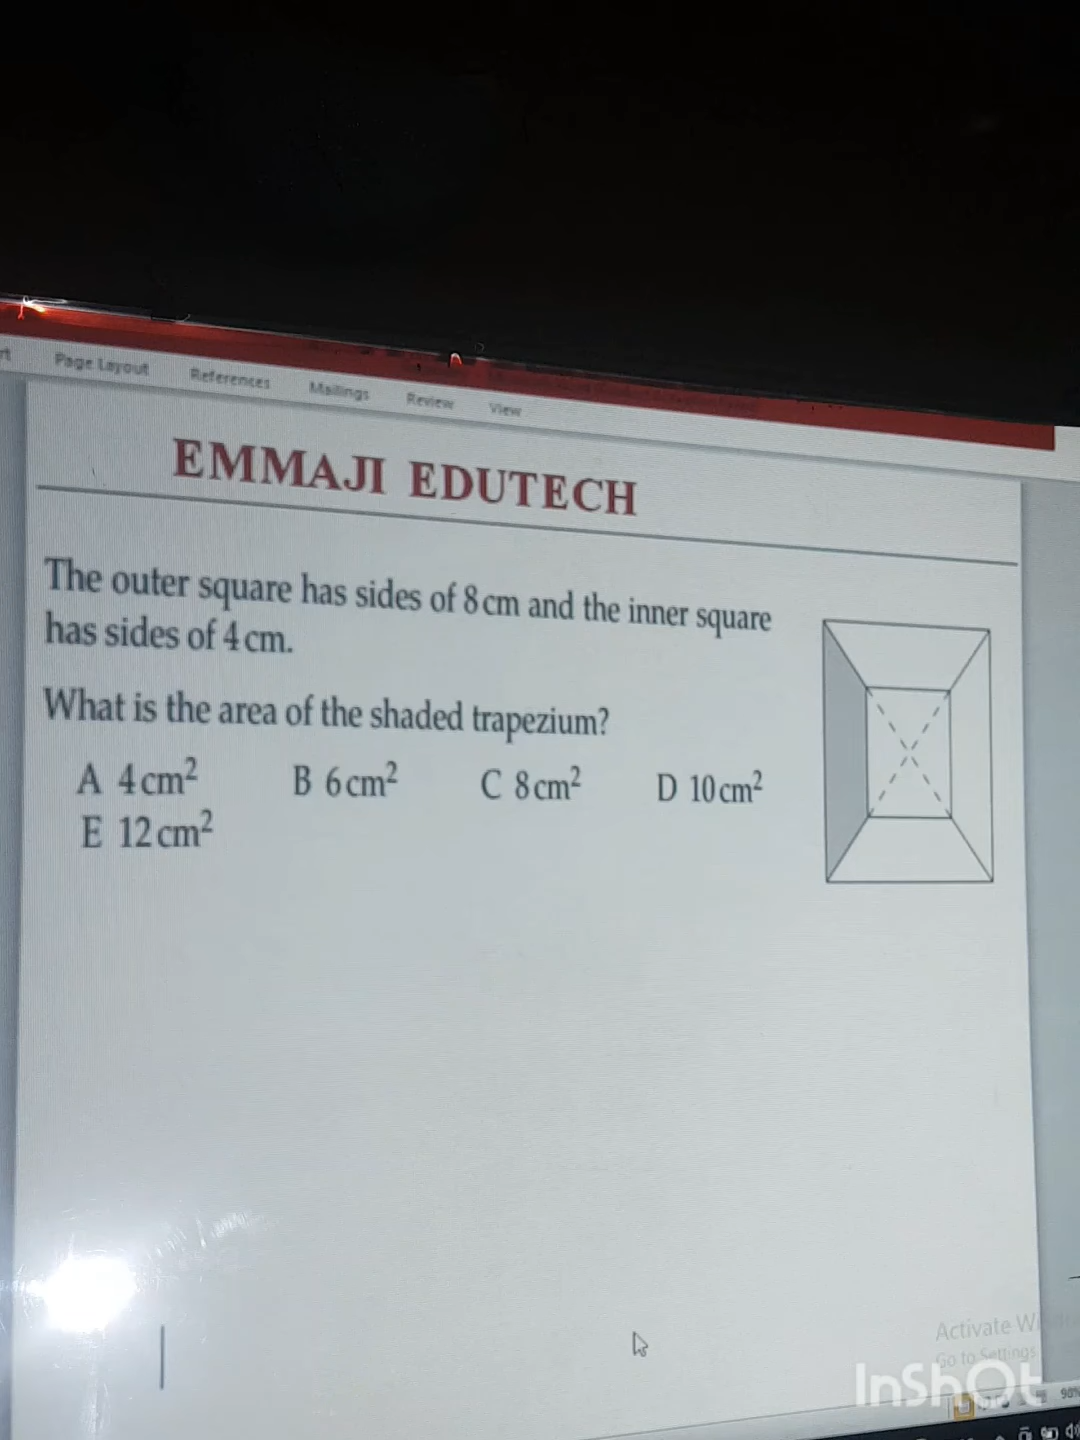 Page Layout References Mailings Review View
EMMAJI EDUTECH
The outer square has sides of 8 cm and the inner square
has sides of 4 cm.
What is the area of the shaded trapezium?
A 4 cm² B 6 cm² C 8 cm² D 10 cm²
E 12 cm²
Activate
Go to Settings
InShOt
98%